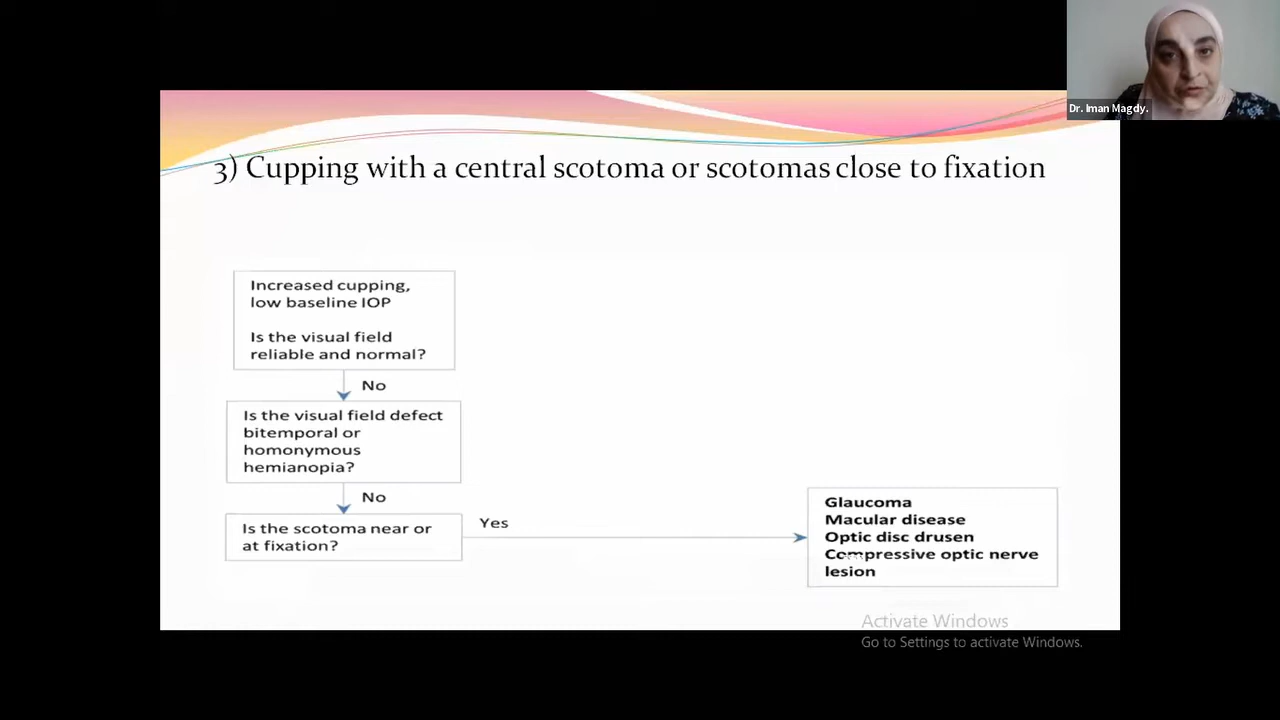 Dr. Iman Magdy.
3) Cupping with a central scotoma or scotomas close to fixation
Increased cupping,
low baseline IOP
Is the visual field
reliable and normal?
No
Is the visual field defect
bitemporal or
homonymous
hemianopia?
No
Is the scotoma near or
at fixation?
Yes
Glaucoma
Macular disease
Optic disc drusen
Compressive optic nerve
lesion
Activate Windows
Go to Settings to activate Windows.